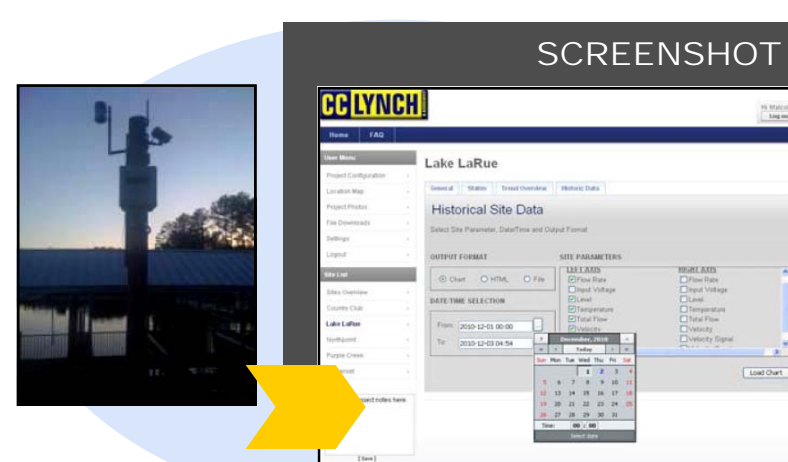 SCREENSHOT
CC LYNCH
Log out
Home FAQ
User Menu
Project Configuration
Location Map
Project Photos
File Downloads
Settings
Logout
Site List
Sites Overview
Country Club
Lake LaRue
Northpoint
Purple Creek
project notes here
[Save]
Lake LaRue
General Status Trend Overview Historic Data
Historical Site Data
Select Site Parameter, Date/Time and Output Format
OUTPUT FORMAT
Chart HTML File
DATE/TIME SELECTION
From 2010-12-01 00:00
To 2010-12-03 04:54
SITE PARAMETERS
LEFT AXIS
Flow Rate
Input Voltage
Level
Temperature
Total Flow
Velocity
RIGHT AXIS
Flow Rate
Input Voltage
Level
Temperature
Total Flow
Velocity
Velocity Signal
Load Chart
? December, 2010 ×
« ‹ Today › »
Sun Mon Tue Wed Thu Fri Sat
1 2 3 4
5 6 7 8 9 10 11
12 13 14 15 16 17 18
19 20 21 22 23 24 25
26 27 28 29 30 31
Time: 00 : 00
Select date